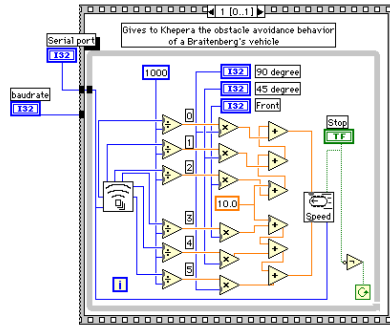 1 [0..1]
Serial port
I32
Gives to Khepera the obstacle avoidance behavior
of a Braitenberg's vehicle
1000
I32
90 degree
I32
45 degree
I32
Front
baudrate
I32
0
1
2
Stop
TF
10.0
Speed
3
4
5
i